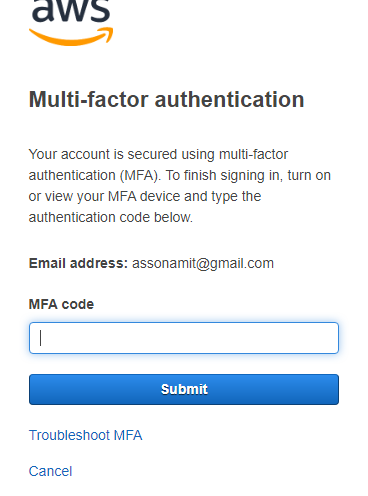 aws
Multi-factor authentication
Your account is secured using multi-factor
authentication (MFA). To finish signing in, turn on
or view your MFA device and type the
authentication code below.
Email address: assonamit@gmail.com
MFA code
Submit
Troubleshoot MFA
Cancel